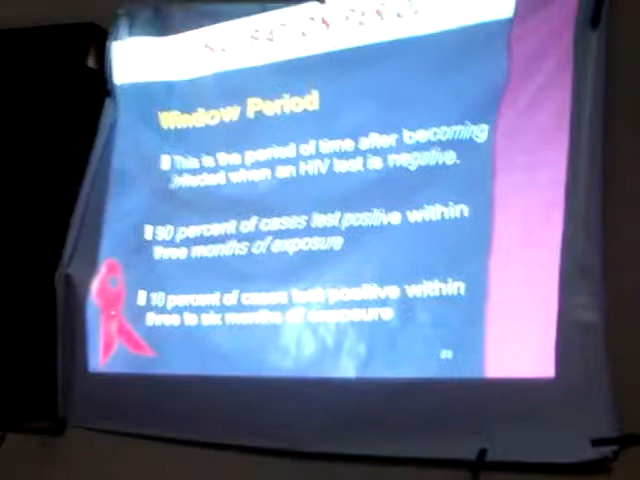 Window Period
This is the period of time after becoming
infected when an HIV test is negative.
90 percent of cases test positive within
three months of exposure
10 percent of cases test positive within
three to six months of exposure